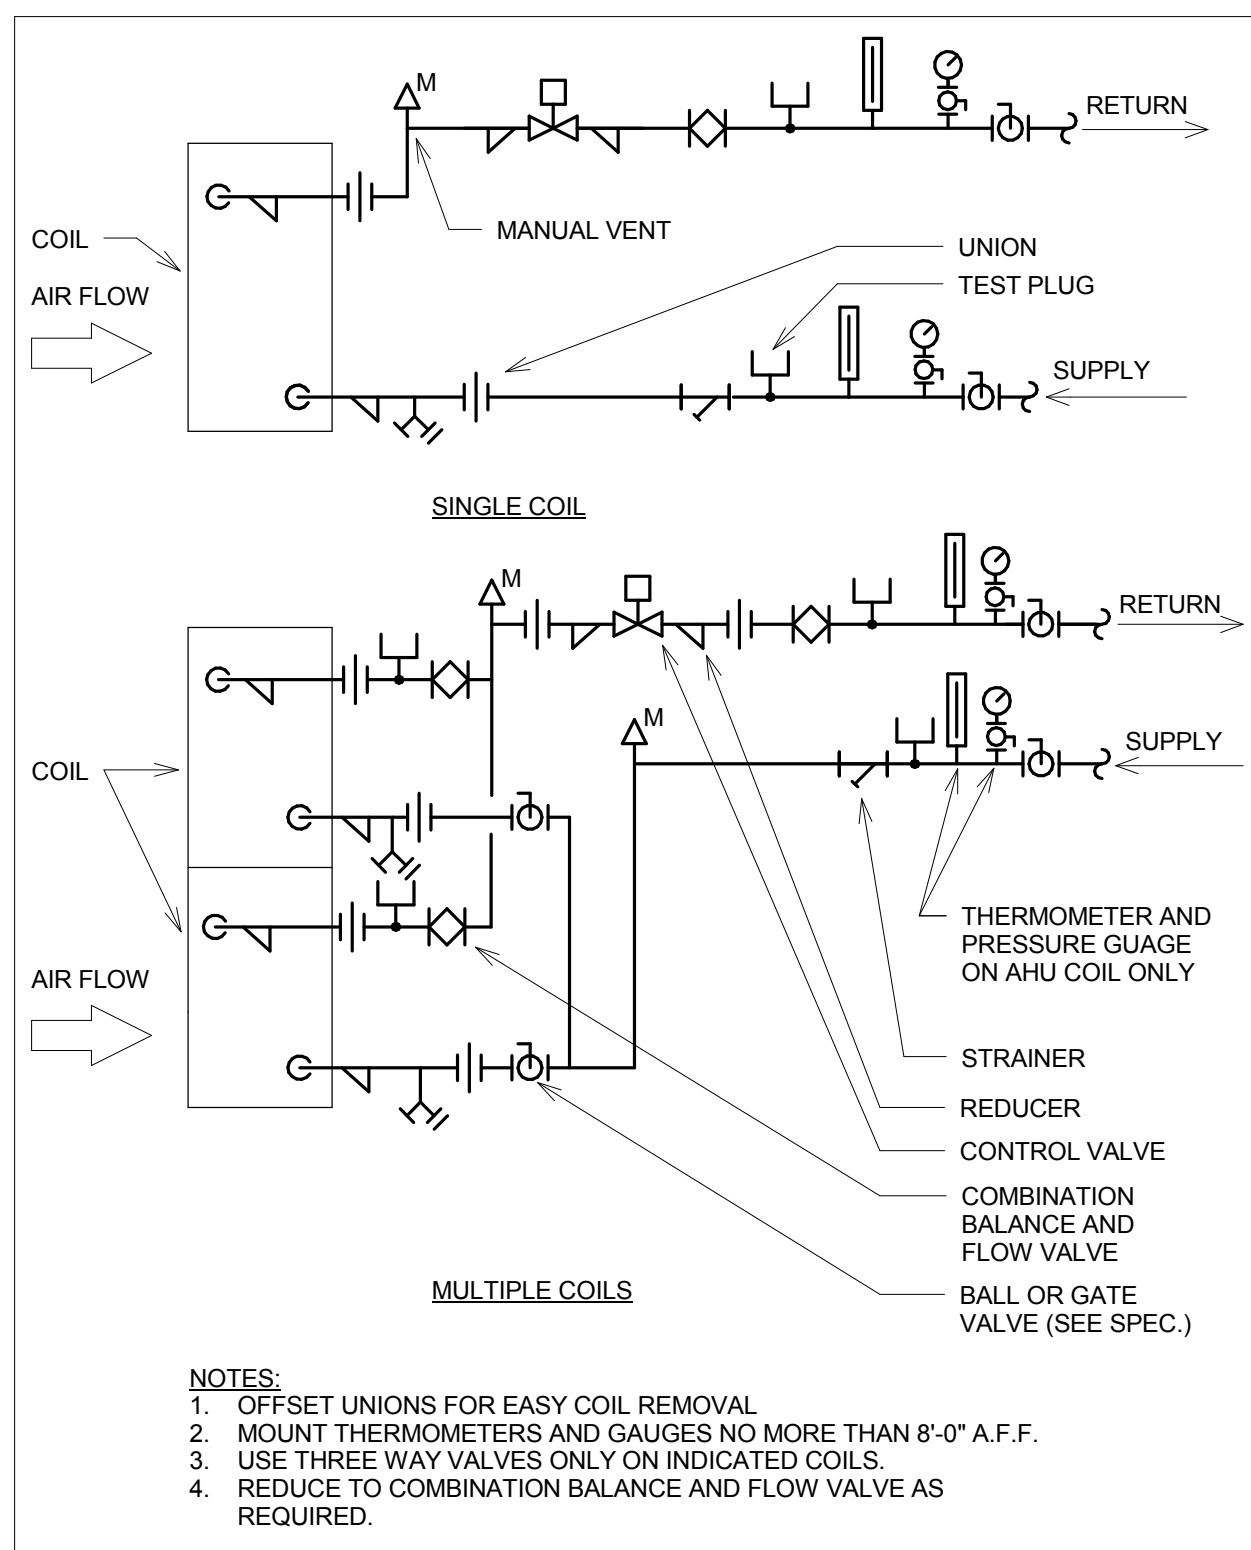 M
RETURN
MANUAL VENT
COIL
UNION
AIR FLOW
TEST PLUG
SUPPLY
SINGLE COIL
M
RETURN
M
SUPPLY
COIL
THERMOMETER AND
PRESSURE GUAGE
ON AHU COIL ONLY
AIR FLOW
STRAINER
REDUCER
CONTROL VALVE
COMBINATION
BALANCE AND
FLOW VALVE
MULTIPLE COILS
BALL OR GATE
VALVE (SEE SPEC.)
NOTES:
1. OFFSET UNIONS FOR EASY COIL REMOVAL
2. MOUNT THERMOMETERS AND GAUGES NO MORE THAN 8'-0" A.F.F.
3. USE THREE WAY VALVES ONLY ON INDICATED COILS.
4. REDUCE TO COMBINATION BALANCE AND FLOW VALVE AS
REQUIRED.